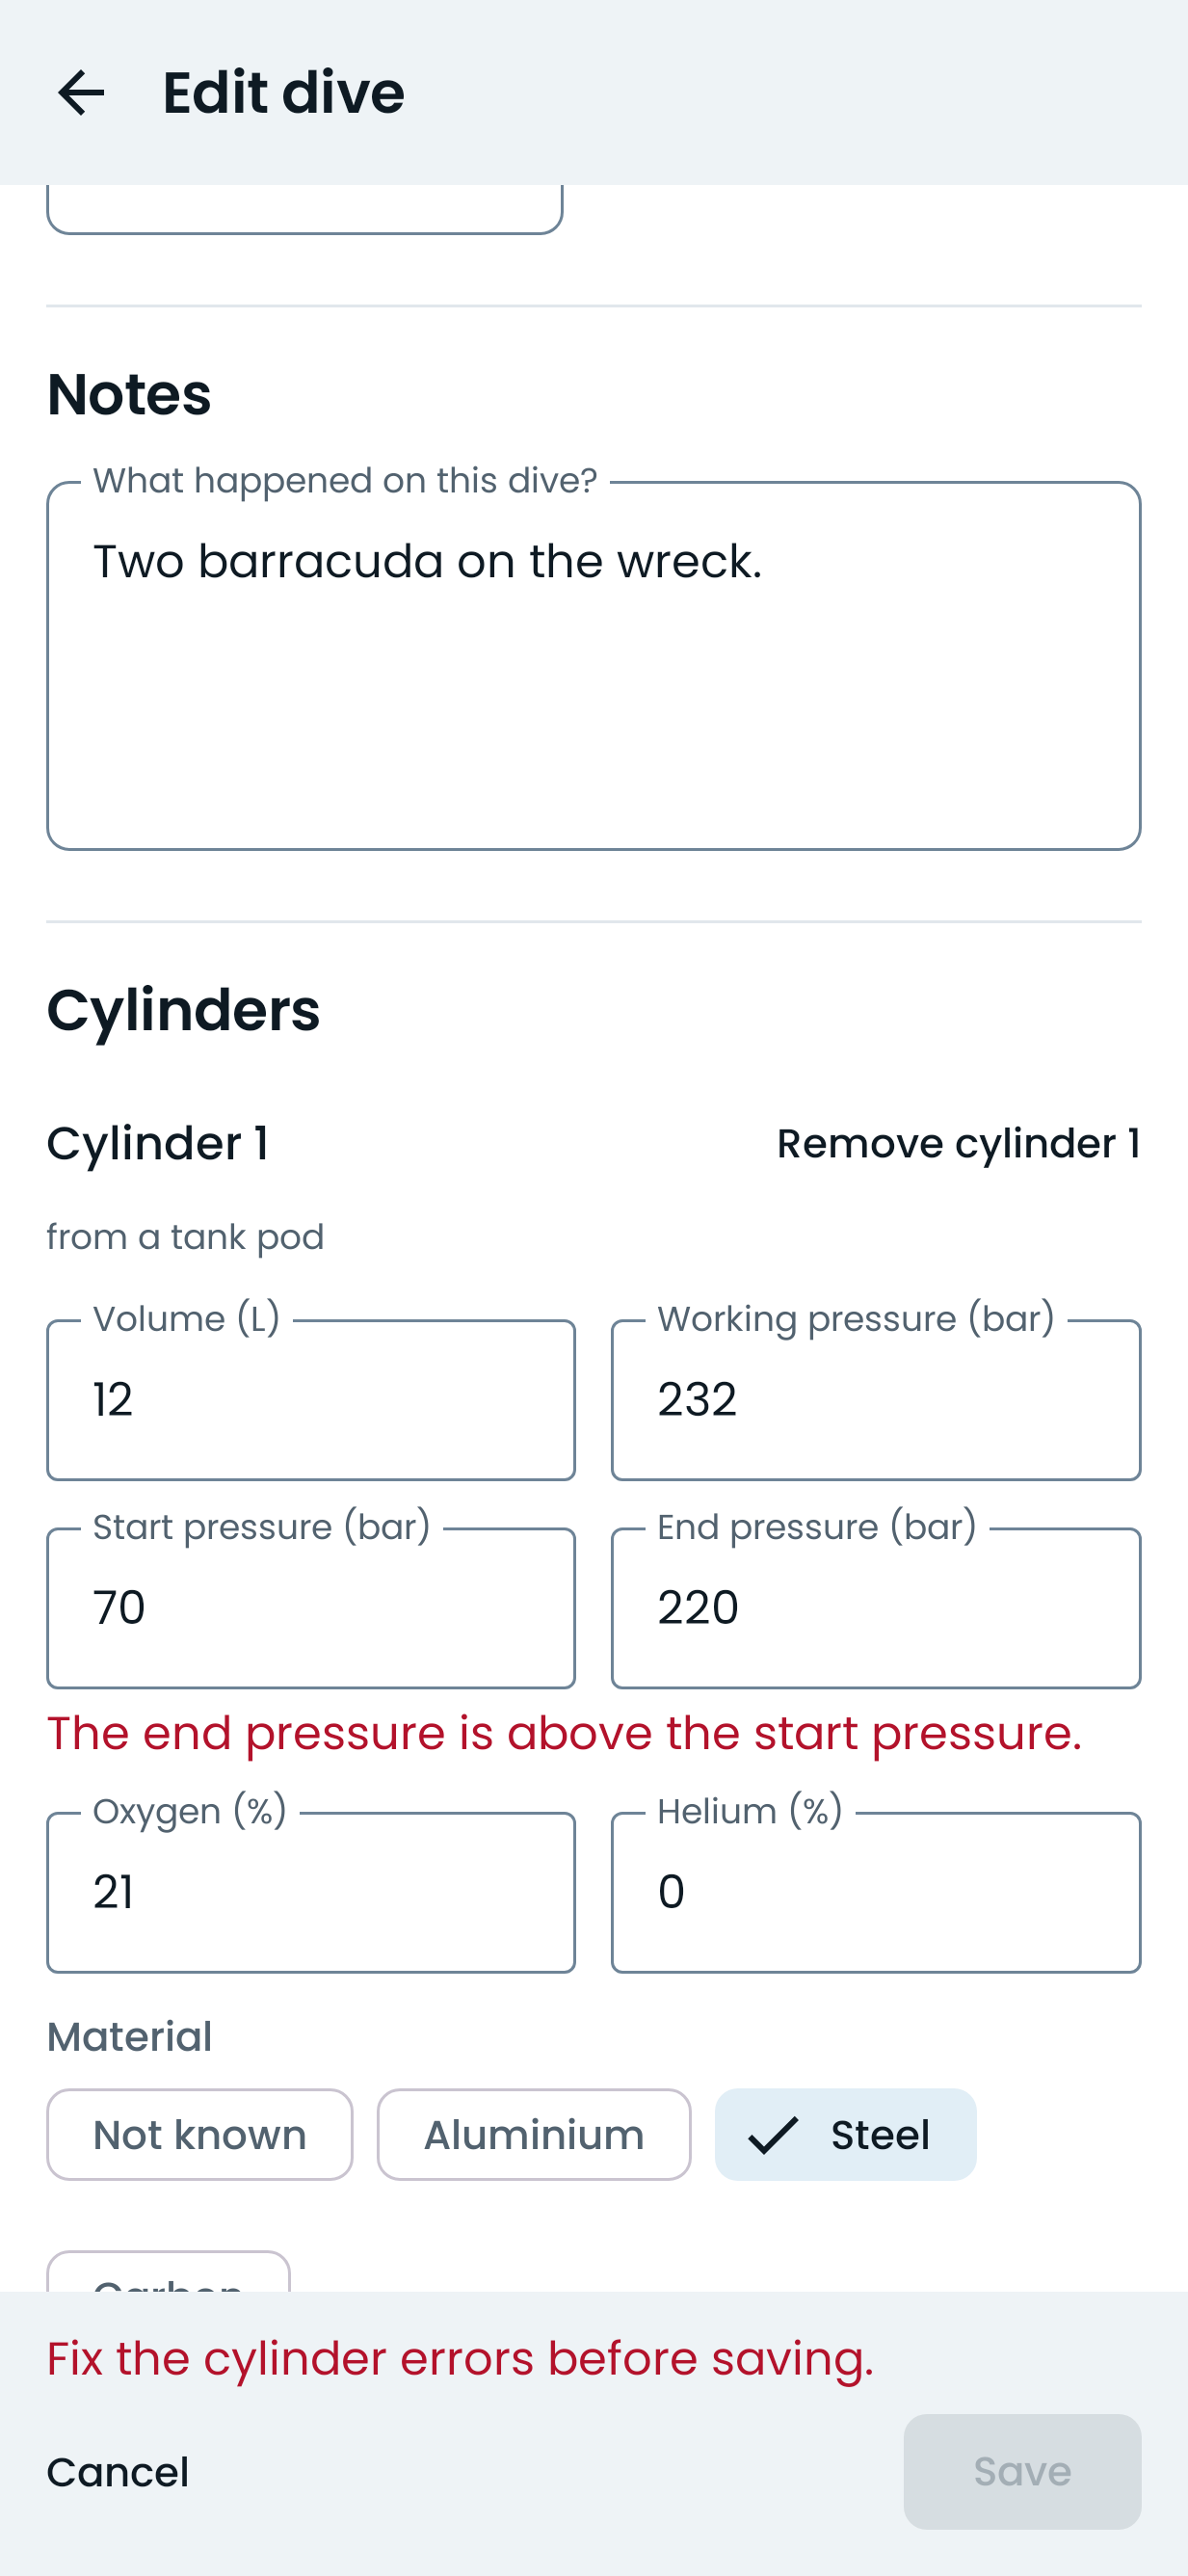 Edit dive
Notes
What happened on this dive?
Two barracuda on the wreck.
Cylinders
Cylinder 1
Remove cylinder 1
from a tank pod
Volume (L)
Working pressure (bar)
12
232
Start pressure (bar)
End pressure (bar)
70
220
The end pressure is above the start pressure.
Oxygen (%)
Helium (%)
21
0
Material
Not known
Aluminium
Steel
Carbon
Fix the cylinder errors before saving.
Cancel
Save